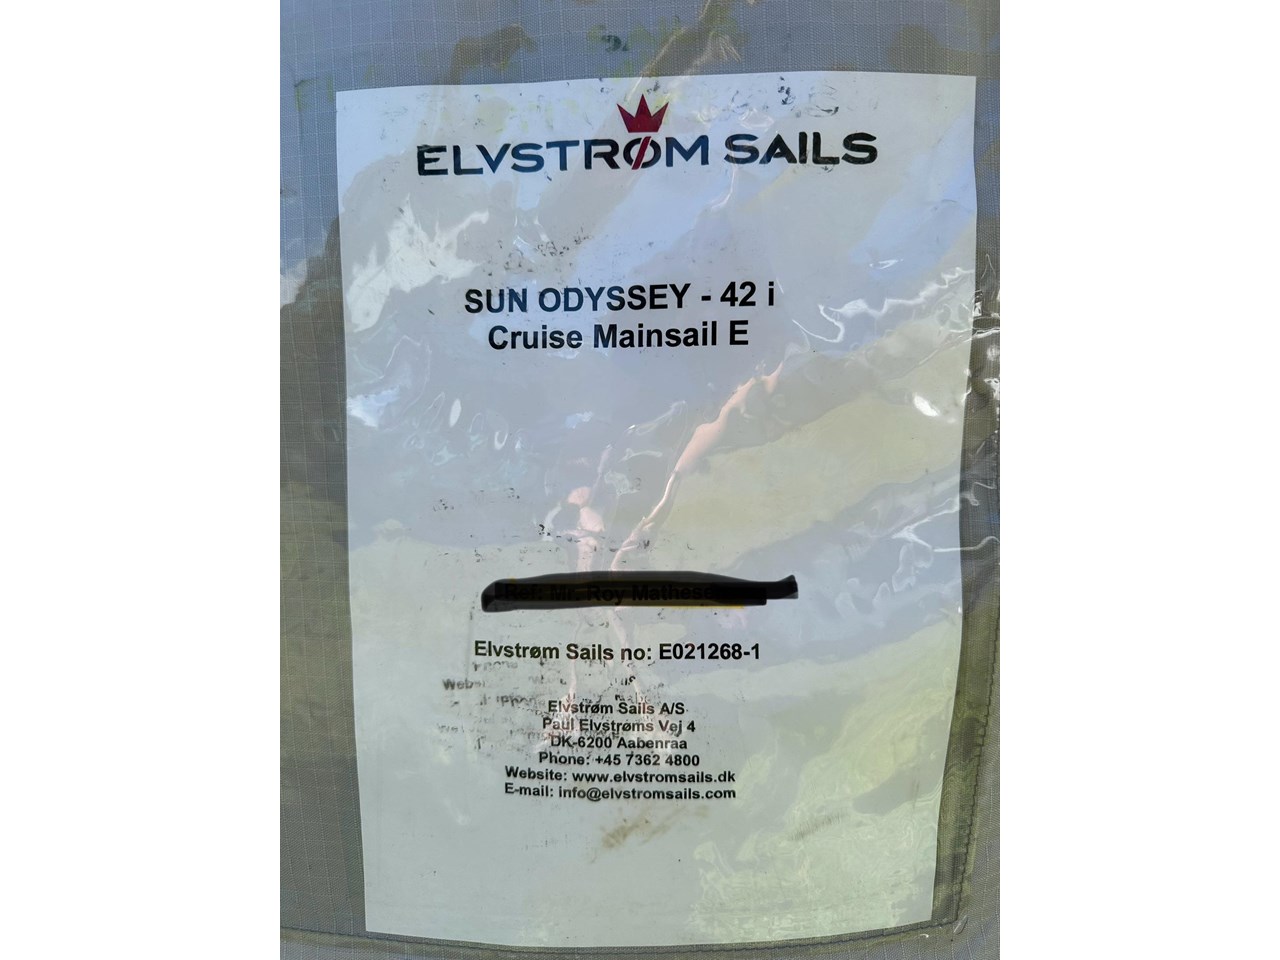 ELVSTRØM SAILS
SUN ODYSSEY - 42 i
Cruise Mainsail E
Elvstrøm Sails no: E021268-1
Elvstrøm Sails A/S
Paul Elvstrøms Vej 4
DK-6200 Aabenraa
Phone: +45 7362 4800
Website: www.elvstromsails.dk
E-mail: info@elvstromsails.com